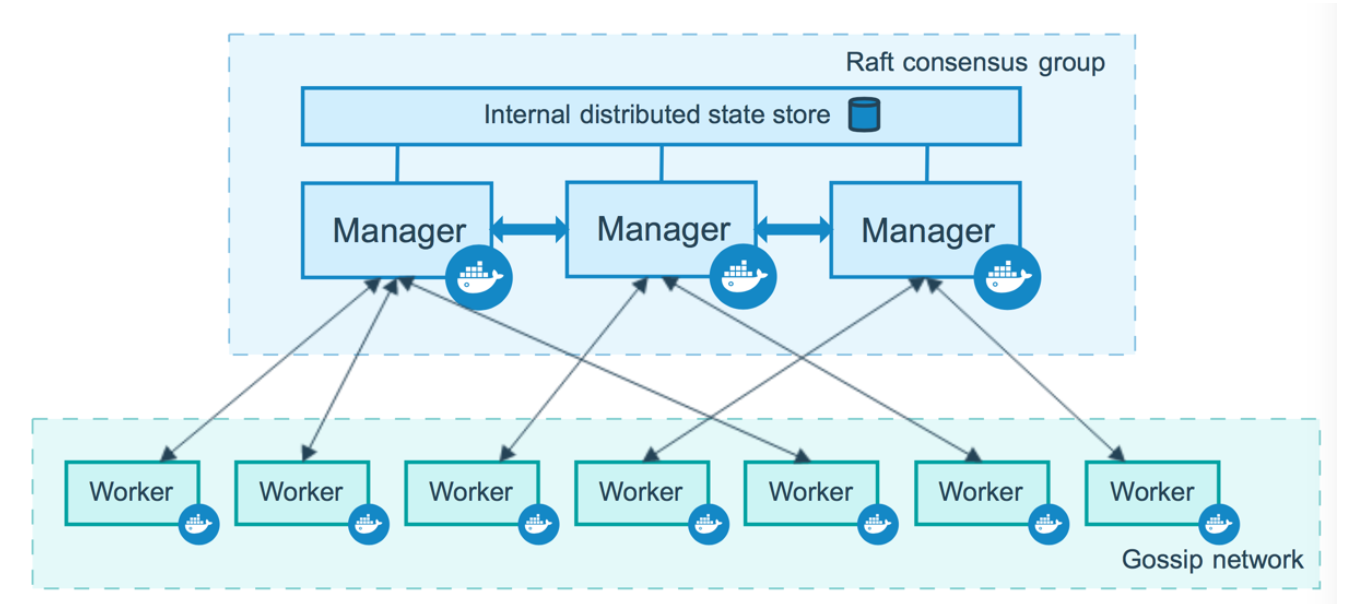 Raft consensus group
Internal distributed state store
Manager
Manager
Manager
Worker
Worker
Worker
Worker
Worker
Worker
Worker
Gossip network